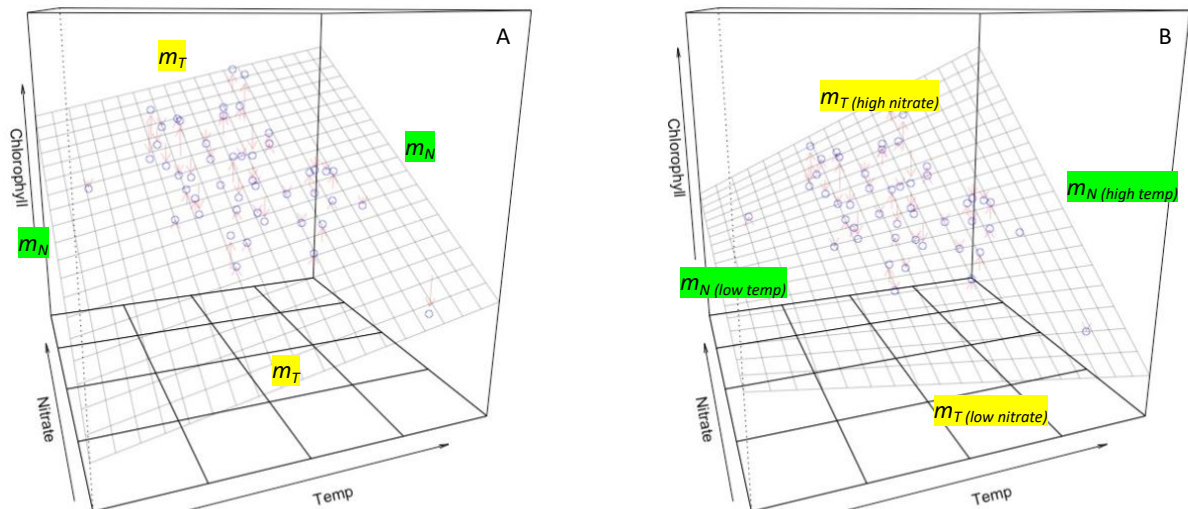 A
m_T
m_N
m_N
m_T
Chlorophyll
Nitrate
Temp
B
m_T (high nitrate)
m_N (high temp)
m_N (low temp)
m_T (low nitrate)
Chlorophyll
Nitrate
Temp